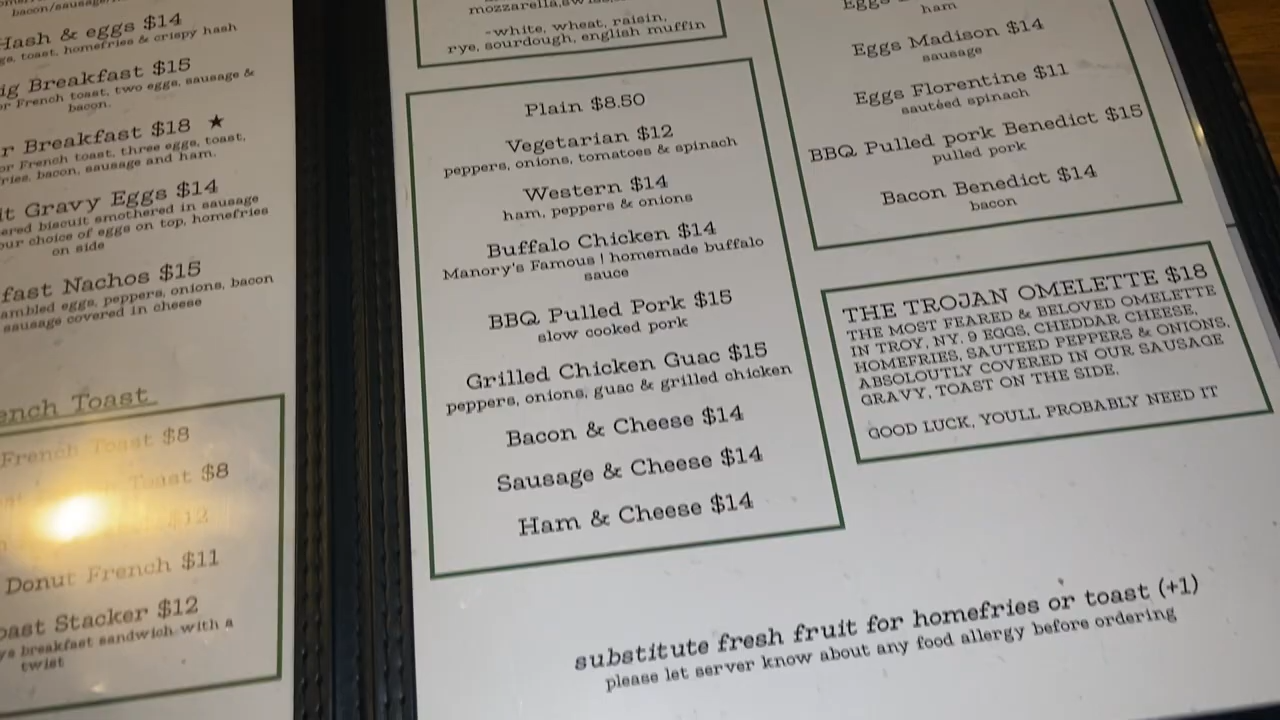 bacon/sausage/
Hash & eggs $14
toast, homefries & crispy hash
Breakfast $15
or French toast, two eggs, sausage &
bacon.
Breakfast $18 ★
or French toast, three eggs, toast,
bacon, sausage and ham.
Gravy Eggs $14
biscuit smothered in sausage
choice of eggs on top, homefries
on side
Nachos $15
eggs, peppers, onions, bacon
sausage covered in cheese
Toast
French Toast $8
Toast $8
$12
Donut French $11
Stacker $12
breakfast sandwich with a
twist
mozzarella,
-white, wheat, raisin,
rye, sourdough, english muffin
Plain $8.50
Vegetarian $12
peppers, onions, tomatoes & spinach
Western $14
ham, peppers & onions
Buffalo Chicken $14
Manory's Famous ! homemade buffalo
sauce
BBQ Pulled Pork $15
slow cooked pork
Grilled Chicken Guac $15
peppers, onions, guac & grilled chicken
Bacon & Cheese $14
Sausage & Cheese $14
Ham & Cheese $14
Eggs
ham
Eggs Madison $14
sausage
Eggs Florentine $11
sautéed spinach
BBQ Pulled pork Benedict $15
pulled pork
Bacon Benedict $14
bacon
THE TROJAN OMELETTE $18
THE MOST FEARED & BELOVED OMELETTE
IN TROY, NY. 9 EGGS, CHEDDAR CHEESE,
HOMEFRIES, SAUTEED PEPPERS & ONIONS,
ABSOLOUTLY COVERED IN OUR SAUSAGE
GRAVY, TOAST ON THE SIDE.
GOOD LUCK, YOULL PROBABLY NEED IT
substitute fresh fruit for homefries or toast (+1)
please let server know about any food allergy before ordering